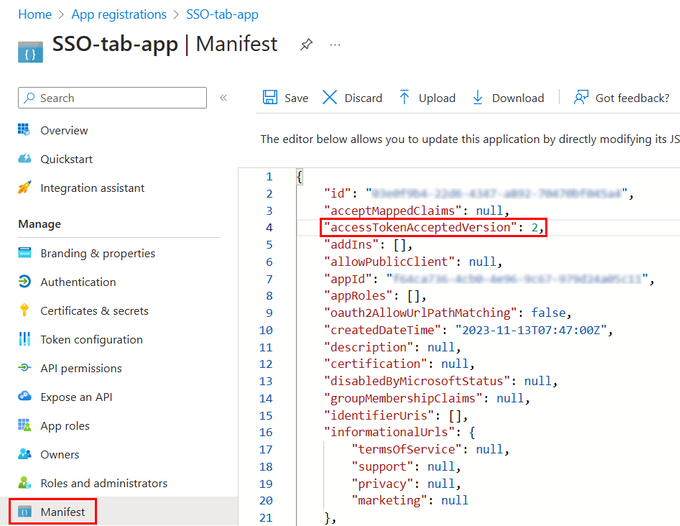 Home > App registrations > SSO-tab-app
SSO-tab-app | Manifest
Search
Save Discard Upload Download Got feedback?
Overview
Quickstart
Integration assistant
Manage
Branding & properties
Authentication
Certificates & secrets
Token configuration
API permissions
Expose an API
App roles
Owners
Roles and administrators
Manifest
The editor below allows you to update this application by directly modifying its JS
1 {
2 "id": "
3 "acceptMappedClaims": null,
4 "accessTokenAcceptedVersion": 2,
5 "addIns": [],
6 "allowPublicClient": null,
7 "appId": "
8 "appRoles": [],
9 "oauth2AllowUrlPathMatching": false,
10 "createdDateTime": "2023-11-13T07:47:00Z",
11 "description": null,
12 "certification": null,
13 "disabledByMicrosoftStatus": null,
14 "groupMembershipClaims": null,
15 "identifierUris": [],
16 "informationalUrls": {
17 "termsOfService": null,
18 "support": null,
19 "privacy": null,
20 "marketing": null
21 },